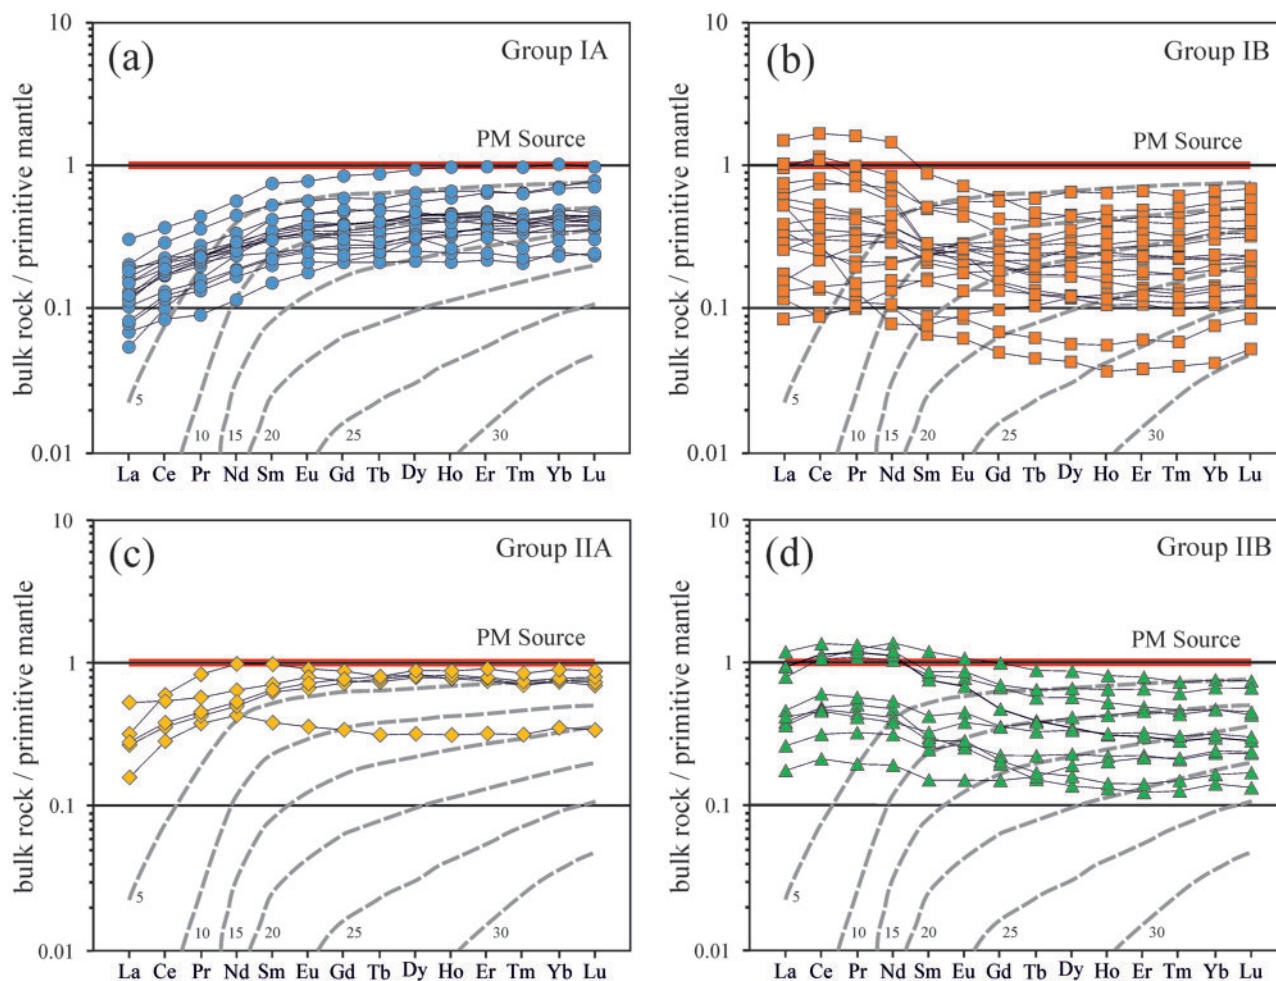 10
(a)
Group IA
PM Source
1
0.1
0.01
bulk rock / primitive mantle
5
10
15
20
25
30
La Ce Pr Nd Sm Eu Gd Tb Dy Ho Er Tm Yb Lu
10
(b)
Group IB
PM Source
1
0.1
0.01
bulk rock / primitive mantle
5
10
15
20
25
30
La Ce Pr Nd Sm Eu Gd Tb Dy Ho Er Tm Yb Lu
10
(c)
Group IIA
PM Source
1
0.1
0.01
bulk rock / primitive mantle
5
10
15
20
25
30
La Ce Pr Nd Sm Eu Gd Tb Dy Ho Er Tm Yb Lu
10
(d)
Group IIB
PM Source
1
0.1
0.01
bulk rock / primitive mantle
5
10
15
20
25
30
La Ce Pr Nd Sm Eu Gd Tb Dy Ho Er Tm Yb Lu